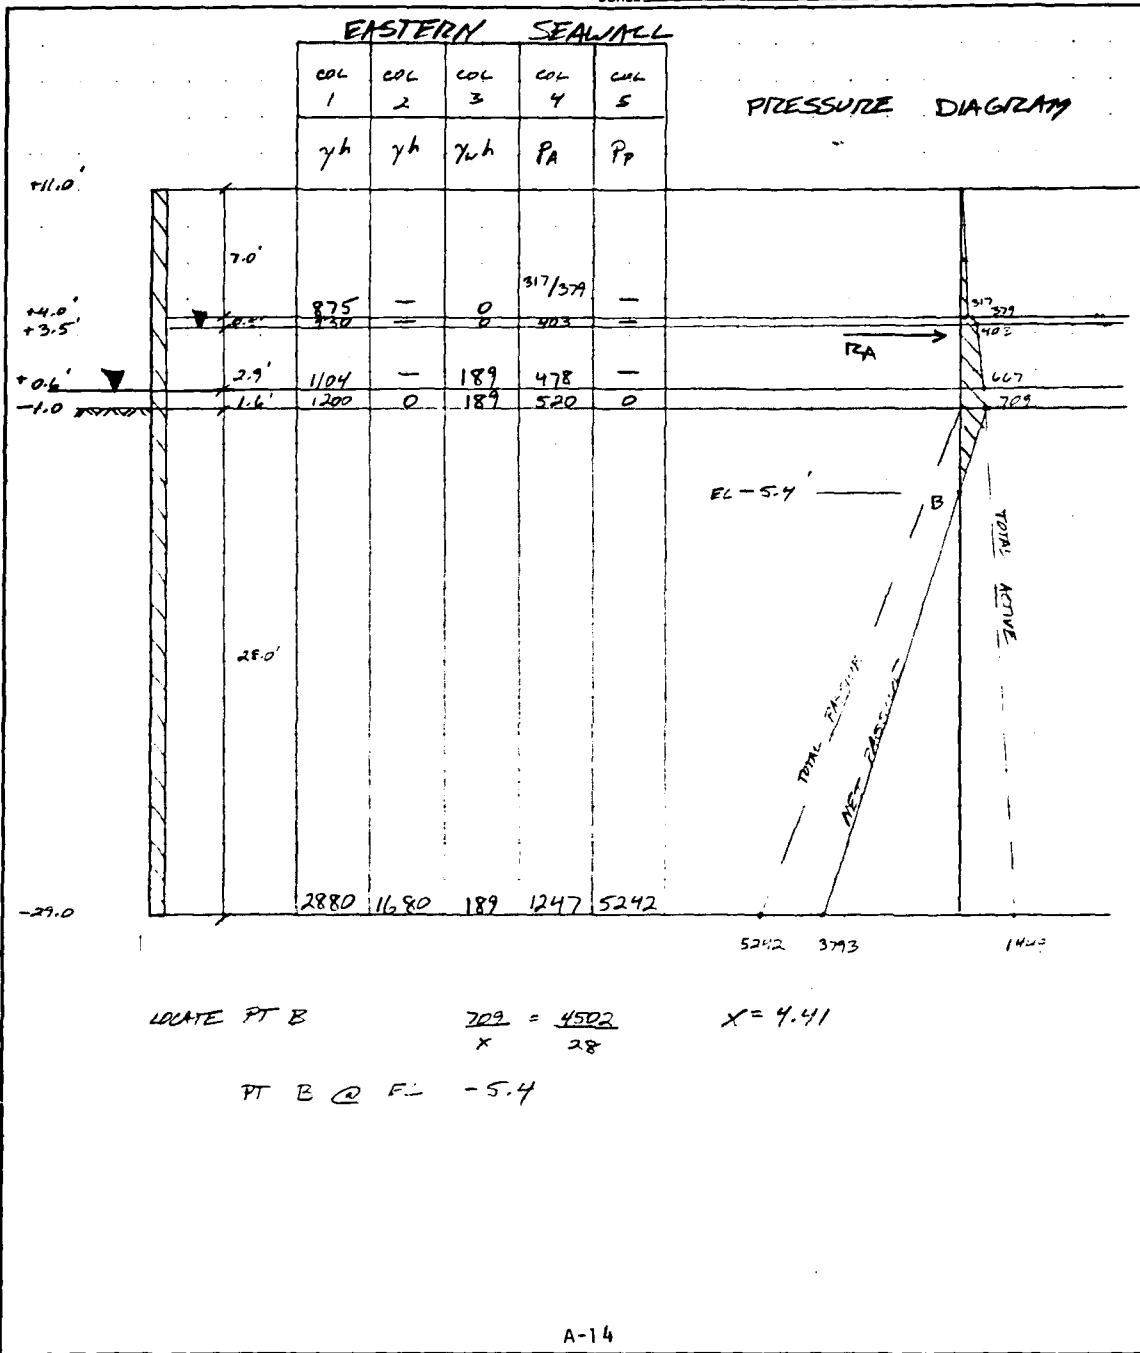 EASTERN SEAWALL
COL 1 COL 2 COL 3 COL 4 COL 5
PRESSURE DIAGRAM
γh γh γwh PA PP
+11.0'
7.0'
+4.0' 875 — 0 317/379 — 317 379
+3.5' 0.5' 930 — 0 403 — 403
RA
+0.6' 2.9' 1104 — 189 478 — 667
-1.0 1.6' 1200 0 189 520 0 709
EL -5.4' B
TOTAL ACTIVE
28.0'
TOTAL PASSIVE
NET PASSIVE
-29.0 2880 1680 189 1247 5242
5242 3793
LOCATE PT B 709/x = 4502/28 X = 4.41
PT B @ EL -5.4
A-14